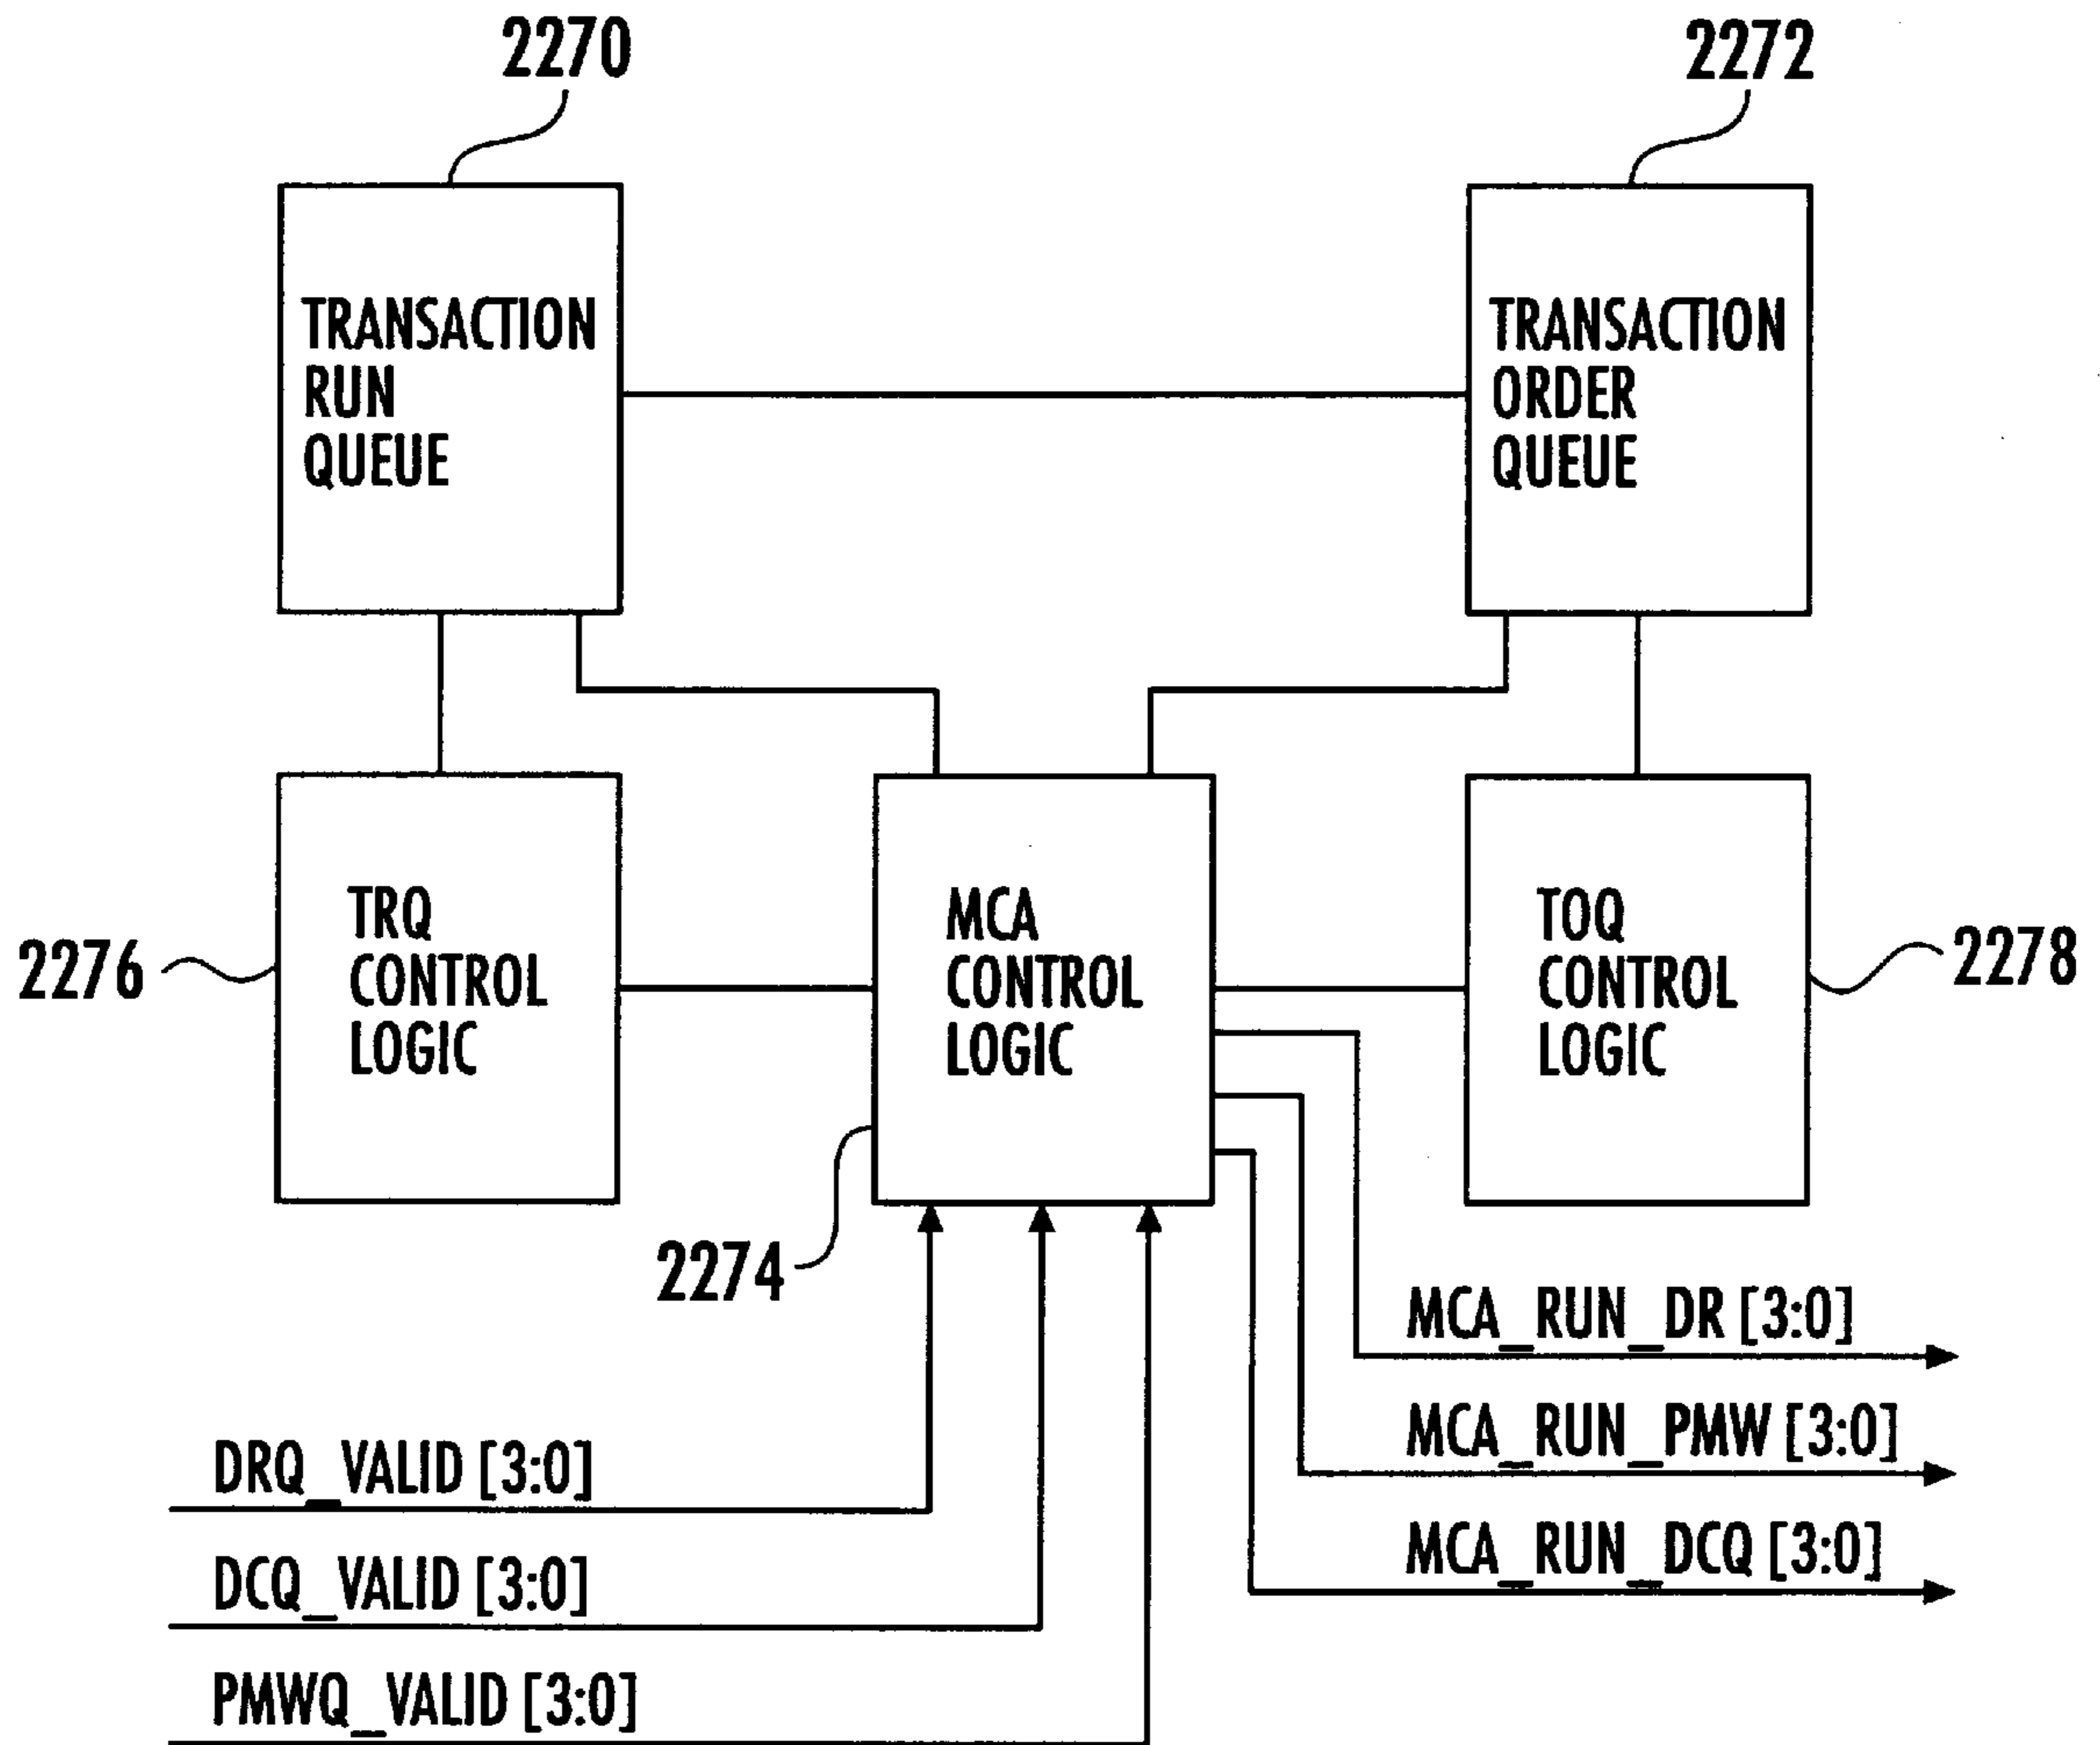 2270
2272
TRANSACTION
RUN
QUEUE
TRANSACTION
ORDER
QUEUE
TRQ
CONTROL
LOGIC
MCA
CONTROL
LOGIC
TOQ
CONTROL
LOGIC
2276
2278
2274
MCA_RUN_DR [3:0]
MCA_RUN_PMW [3:0]
MCA_RUN_DCQ [3:0]
DRQ_VALID [3:0]
DCQ_VALID [3:0]
PMWQ_VALID [3:0]